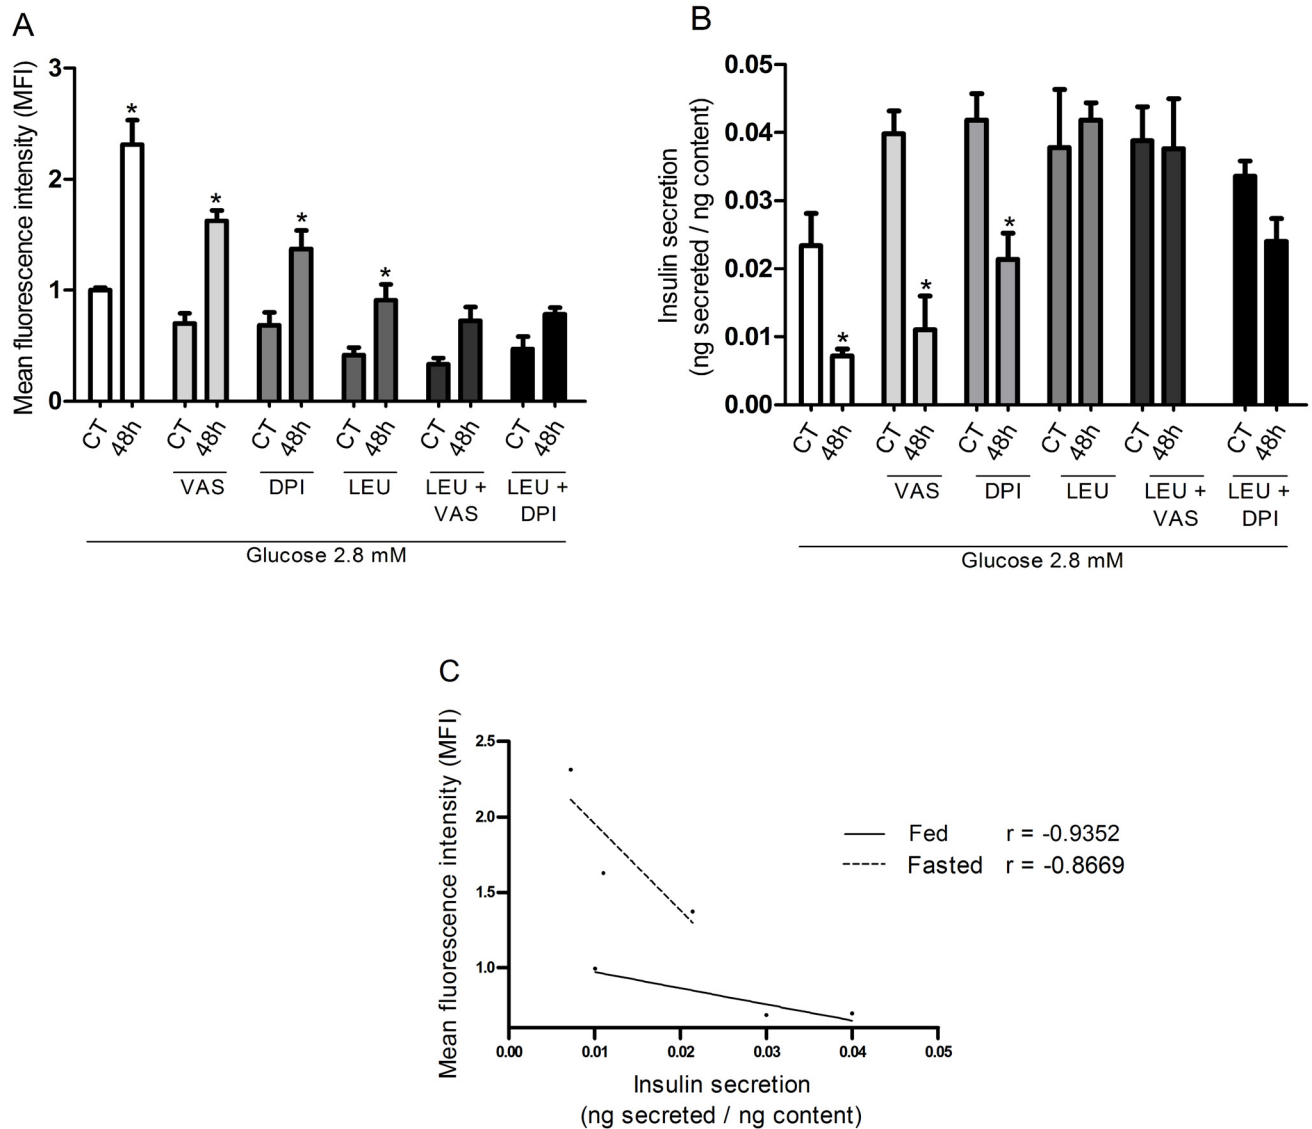 A
Mean fluorescence intensity (MFI)
3
2
1
0
*
*
*
*
CT 48h CT 48h CT 48h CT 48h CT 48h CT 48h
VAS DPI LEU LEU + LEU +
VAS DPI
Glucose 2.8 mM
B
Insulin secretion
(ng secreted / ng content)
0.05
0.04
0.03
0.02
0.01
0.00
*
*
*
CT 48h CT 48h CT 48h CT 48h CT 48h CT 48h
VAS DPI LEU LEU + LEU +
VAS DPI
Glucose 2.8 mM
C
Mean fluorescence intensity (MFI)
2.5
2.0
1.5
1.0
0.00 0.01 0.02 0.03 0.04 0.05
Insulin secretion
(ng secreted / ng content)
Fed r = -0.9352
Fasted r = -0.8669